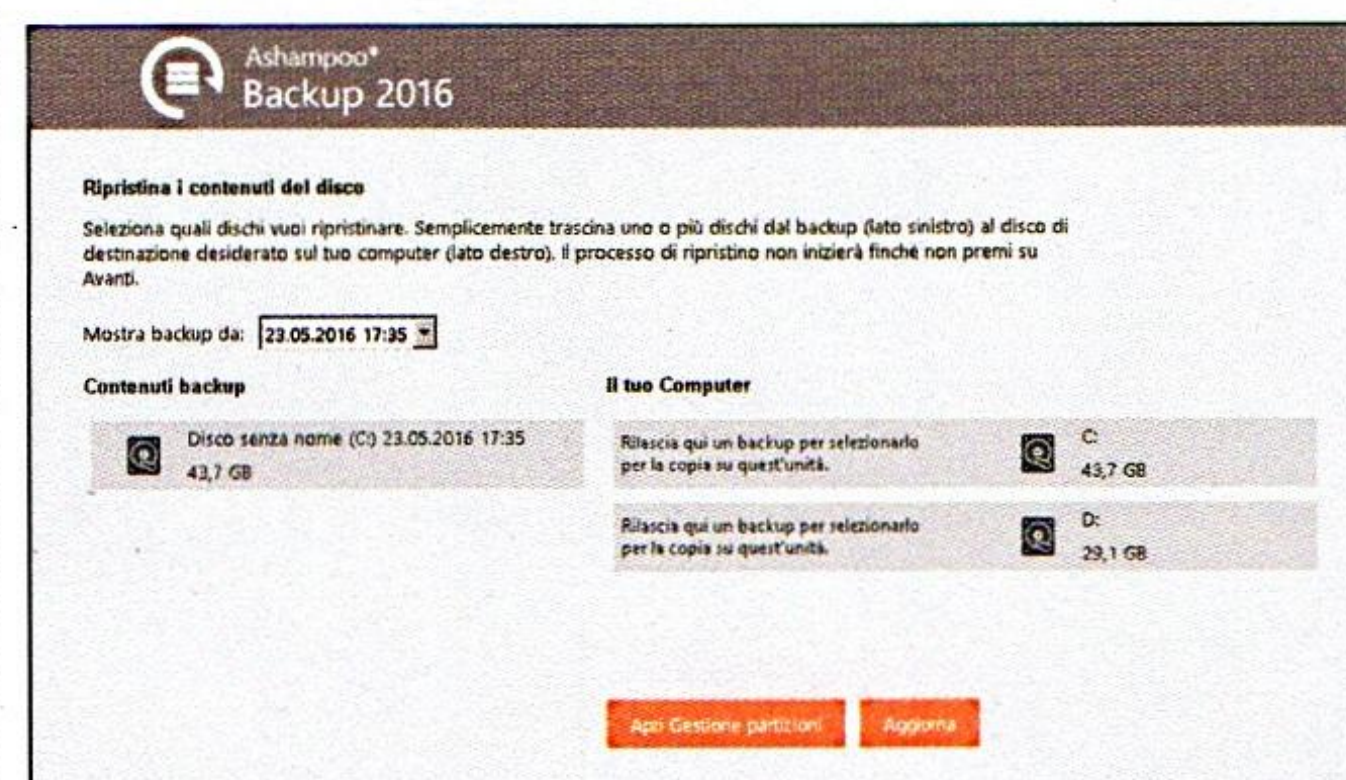 Ashampoo®
Backup 2016
Ripristina i contenuti del disco
Seleziona quali dischi vuoi ripristinare. Semplicemente trascina uno o più dischi dal backup (lato sinistro) al disco di
destinazione desiderato sul tuo computer (lato destro). Il processo di ripristino non inizierà finché non premi su
Avanti.
Mostra backup da: 23.05.2016 17:35
Contenuti backup
Il tuo Computer
Disco senza nome (C:) 23.05.2016 17:35
43,7 GB
Rilascia qui un backup per selezionarlo
per la copia su quest'unità.
C:
43,7 GB
Rilascia qui un backup per selezionarlo
per la copia su quest'unità.
D:
29,1 GB
Apri Gestione partizioni
Aggiorna